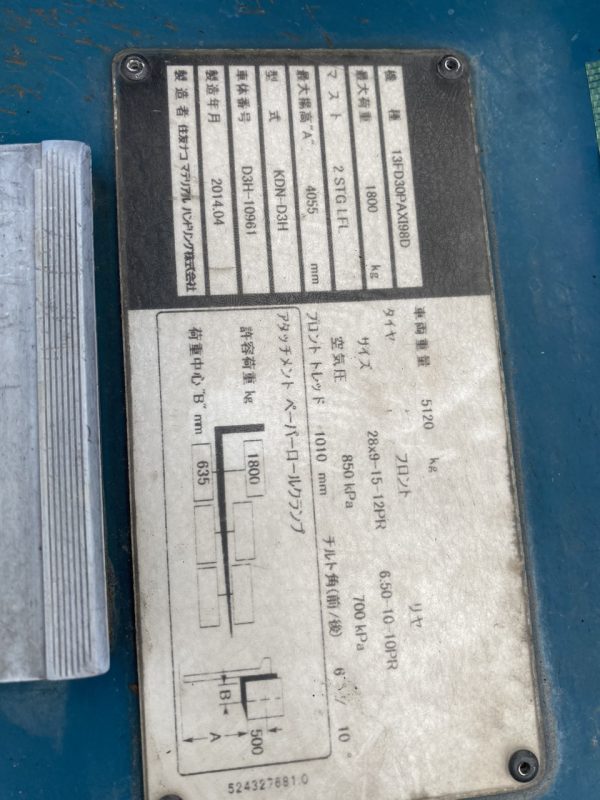 機 種 13FD30PAXI98D
最大荷重 1800 kg
マスト 2 STG LFL
最大揚高"A" 4055 mm
型 式 KDN-D3H
車体番号 D3H-10961
製造年月 2014.04
製造者 住友ナコ マテリアル ハンドリング株式会社
車両重量 5120 kg
タイヤ フロント リヤ
サイズ 28x9-15-12PR 6.50-10-10PR
空気圧 850 kPa 700 kPa
フロント トレッド 1010 mm チルト角(前/後) 6°/ 10°
アタッチメント ペーパーロールクランプ
許容荷重 kg 1800
荷重中心 "B" mm 635
500
B
A
524327681.0